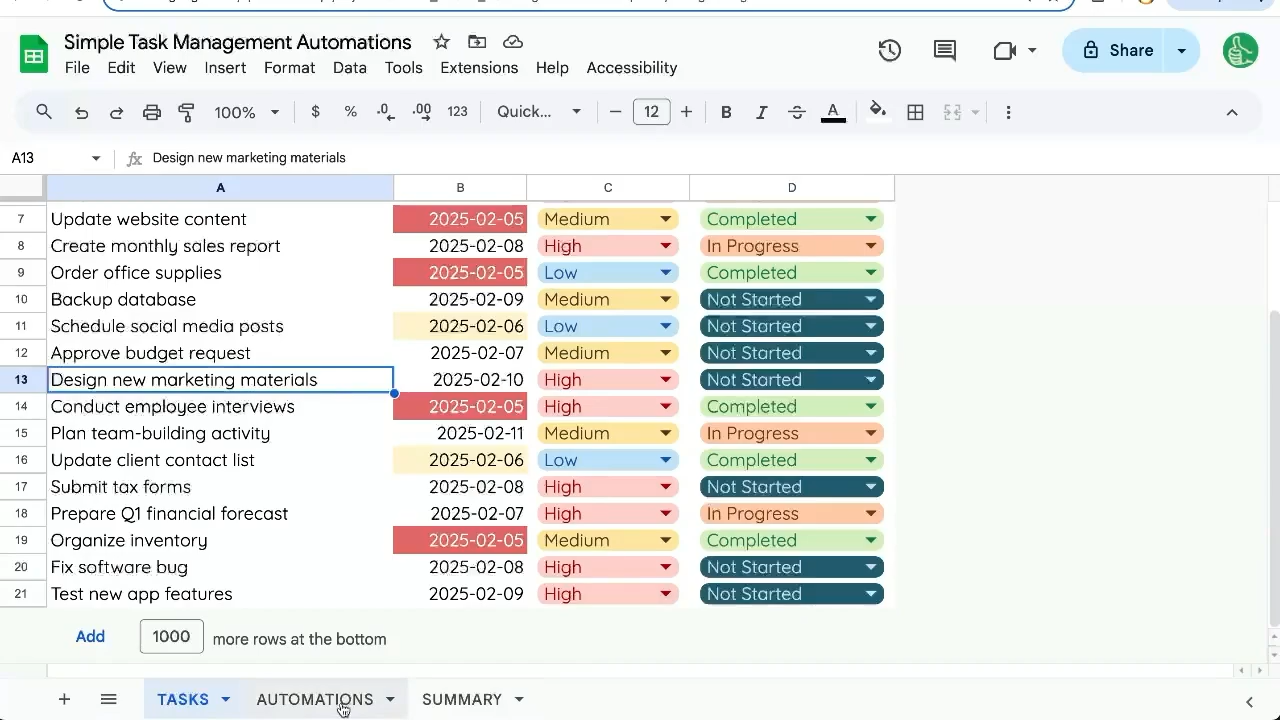 Simple Task Management Automations
File Edit View Insert Format Data Tools Extensions Help Accessibility
Share
100% $ % .0 .00 123 Quick... 12 B I A
A13 fx Design new marketing materials
A B C D
7 Update website content 2025-02-05 Medium Completed
8 Create monthly sales report 2025-02-08 High In Progress
9 Order office supplies 2025-02-05 Low Completed
10 Backup database 2025-02-09 Medium Not Started
11 Schedule social media posts 2025-02-06 Low Not Started
12 Approve budget request 2025-02-07 Medium Not Started
13 Design new marketing materials 2025-02-10 High Not Started
14 Conduct employee interviews 2025-02-05 High Completed
15 Plan team-building activity 2025-02-11 Medium In Progress
16 Update client contact list 2025-02-06 Low Completed
17 Submit tax forms 2025-02-08 High Not Started
18 Prepare Q1 financial forecast 2025-02-07 High In Progress
19 Organize inventory 2025-02-05 Medium Completed
20 Fix software bug 2025-02-08 High Not Started
21 Test new app features 2025-02-09 High Not Started
Add 1000 more rows at the bottom
TASKS AUTOMATIONS SUMMARY